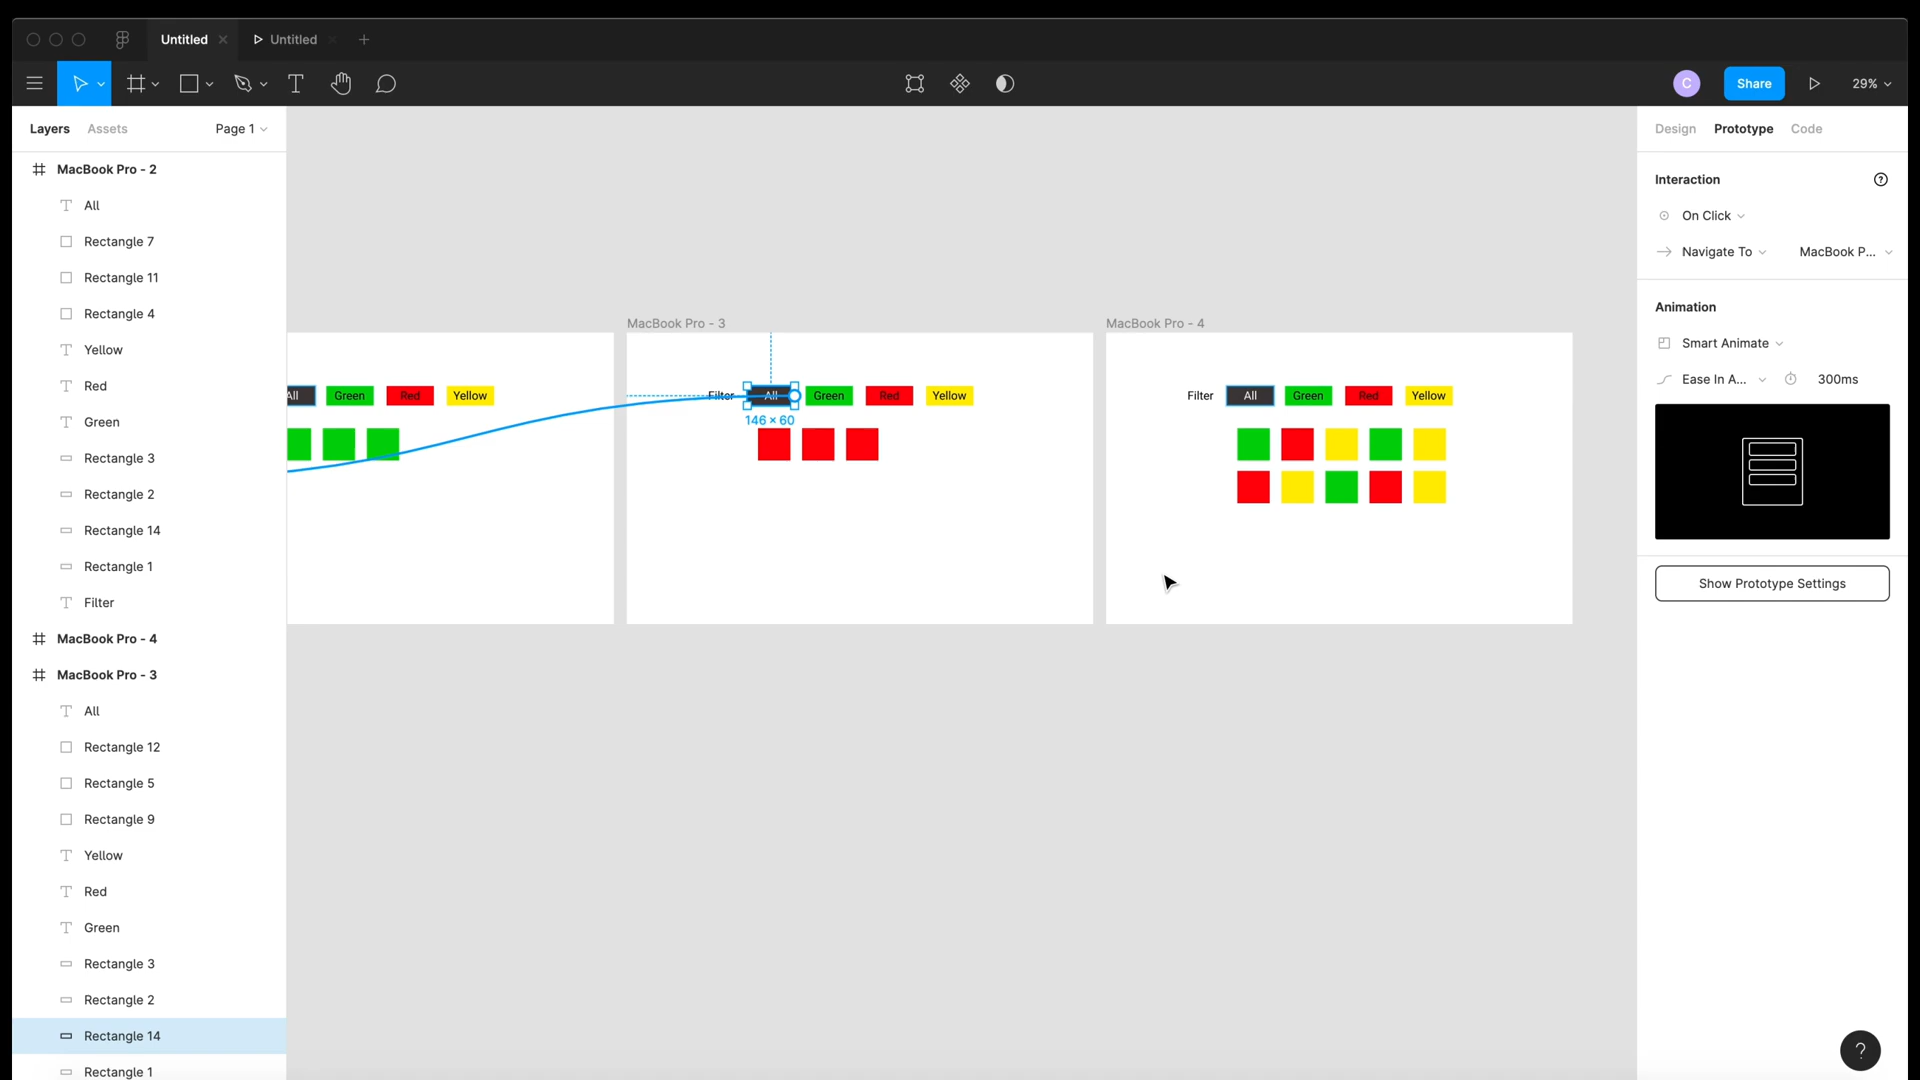 Untitled
Untitled
Share
29%
C
Layers
Assets
Page 1
MacBook Pro - 2
All
Rectangle 7
Rectangle 11
Rectangle 4
Yellow
Red
Green
Rectangle 3
Rectangle 2
Rectangle 14
Rectangle 1
Filter
MacBook Pro - 4
MacBook Pro - 3
All
Rectangle 12
Rectangle 5
Rectangle 9
Yellow
Red
Green
Rectangle 3
Rectangle 2
Rectangle 14
Rectangle 1
All
Green
Red
Yellow
MacBook Pro - 3
Filter
All
Green
Red
Yellow
146 × 60
MacBook Pro - 4
Filter
All
Green
Red
Yellow
Design
Prototype
Code
Interaction
?
On Click
Navigate To
MacBook P...
Animation
Smart Animate
Ease In A...
300ms
Show Prototype Settings
?